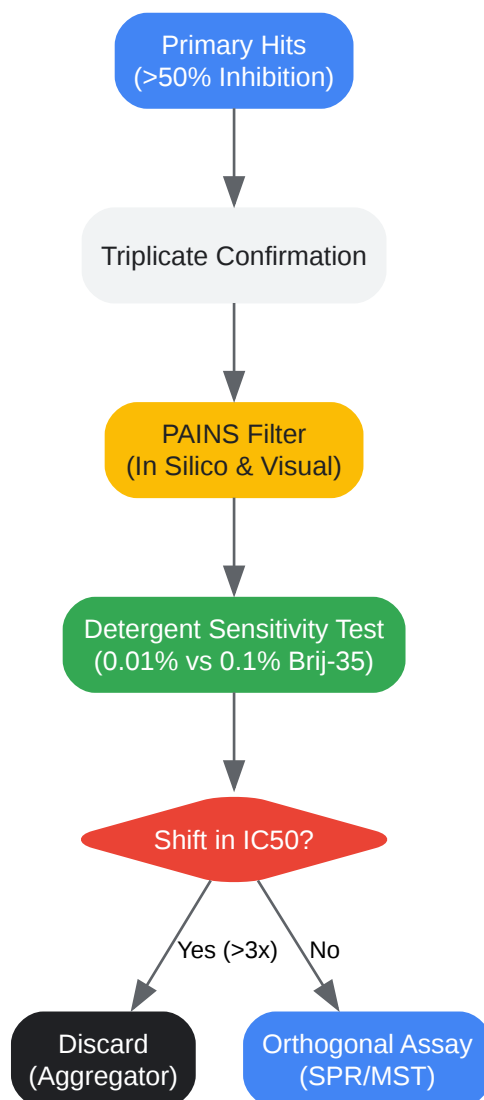 Primary Hits
(>50% Inhibition)
Triplicate Confirmation
PAINS Filter
(In Silico & Visual)
Detergent Sensitivity Test
(0.01% vs 0.1% Brij-35)
Shift in IC50?
Yes (>3x)
No
Discard
(Aggregator)
Orthogonal Assay
(SPR/MST)